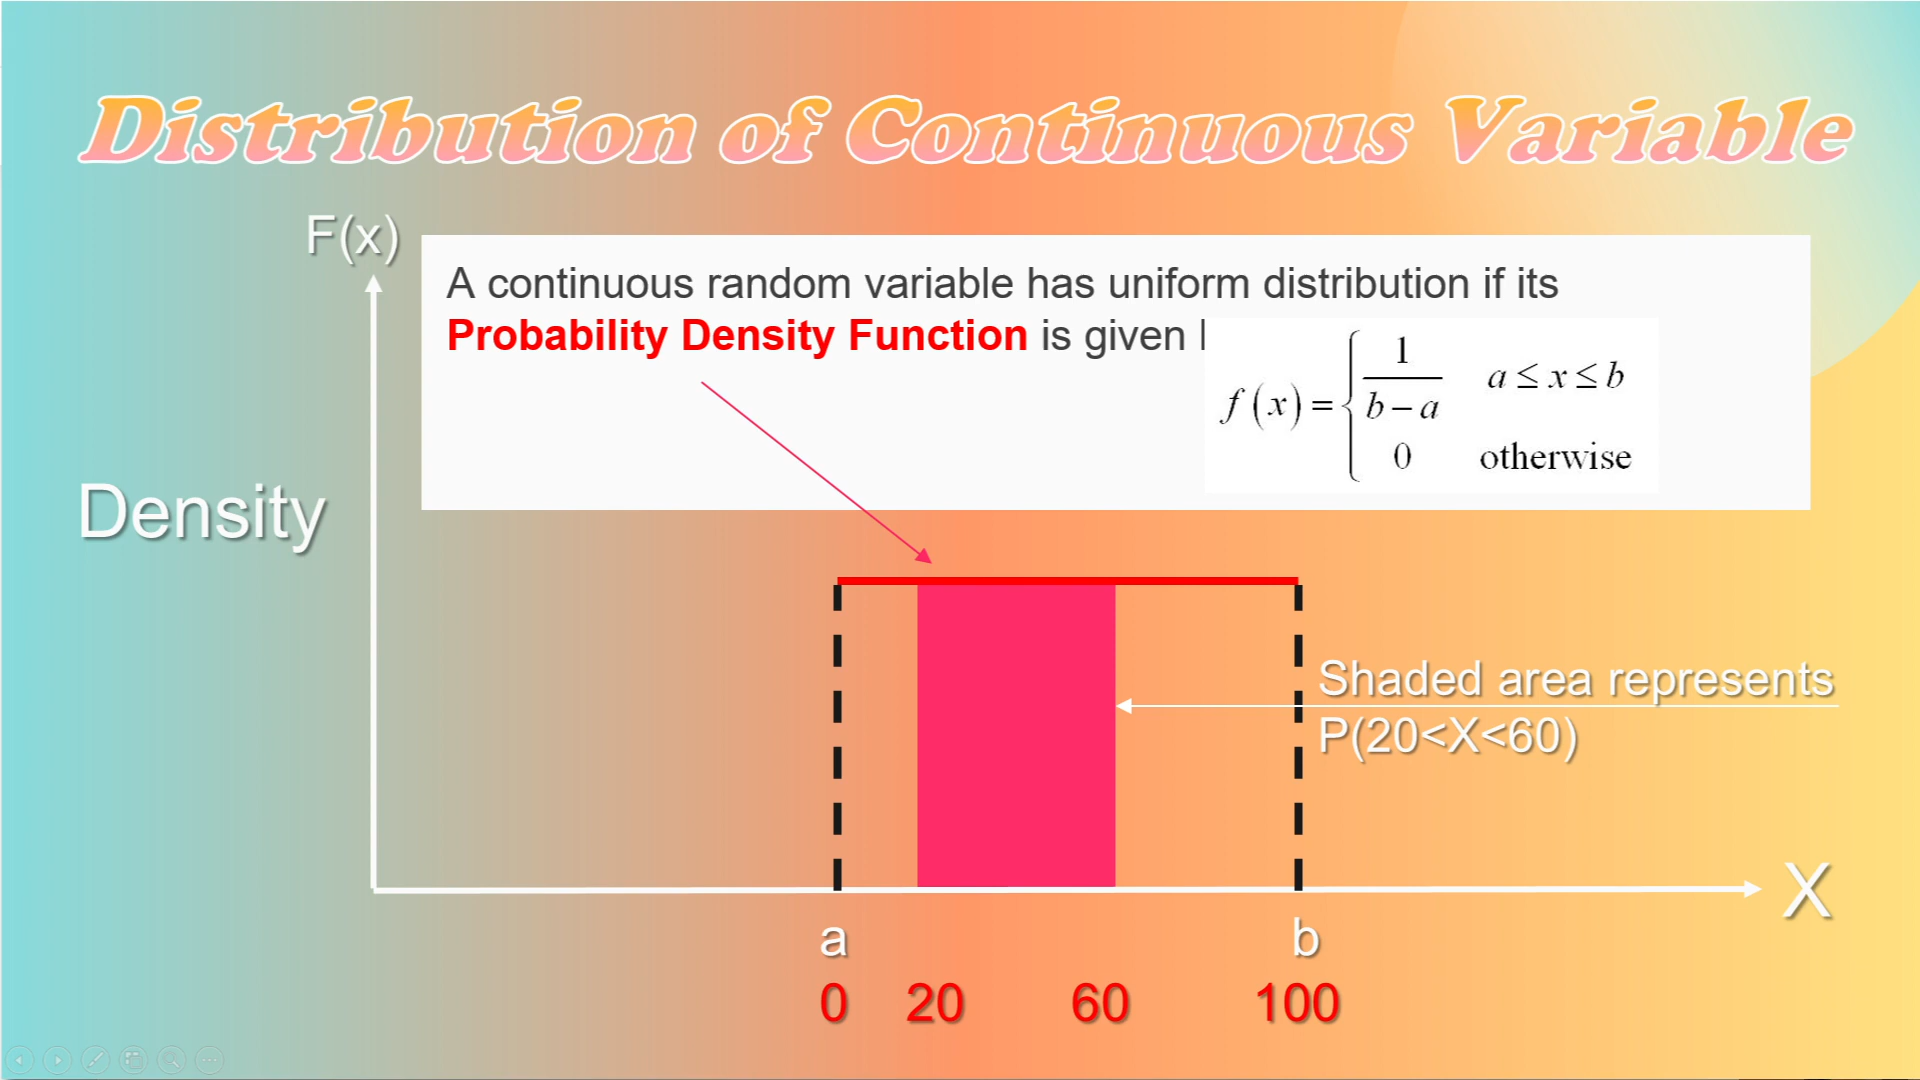 Distribution of Continuous Variable
F(x)
A continuous random variable has uniform distribution if its
Probability Density Function is given
f(x) = { 1/(b − a) a ≤ x ≤ b
0 otherwise
Density
Shaded area represents
P(20<X<60)
X
a b
0 20 60 100